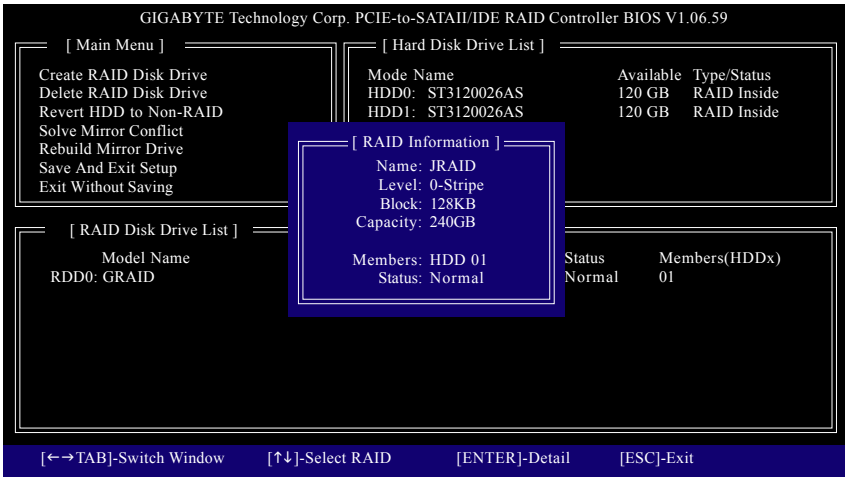 GIGABYTE Technology Corp. PCIE-to-SATAII/IDE RAID Controller BIOS V1.06.59
[ Main Menu ]
Create RAID Disk Drive
Delete RAID Disk Drive
Revert HDD to Non-RAID
Solve Mirror Conflict
Rebuild Mirror Drive
Save And Exit Setup
Exit Without Saving
[ Hard Disk Drive List ]
Mode Name Available Type/Status
HDD0: ST3120026AS 120 GB RAID Inside
HDD1: ST3120026AS 120 GB RAID Inside
[ RAID Information ]
Name: JRAID
Level: 0-Stripe
Block: 128KB
Capacity: 240GB
Members: HDD 01
Status: Normal
[ RAID Disk Drive List ]
Model Name Status Members(HDDx)
RDD0: GRAID Normal 01
[←→TAB]-Switch Window [↑↓]-Select RAID [ENTER]-Detail [ESC]-Exit